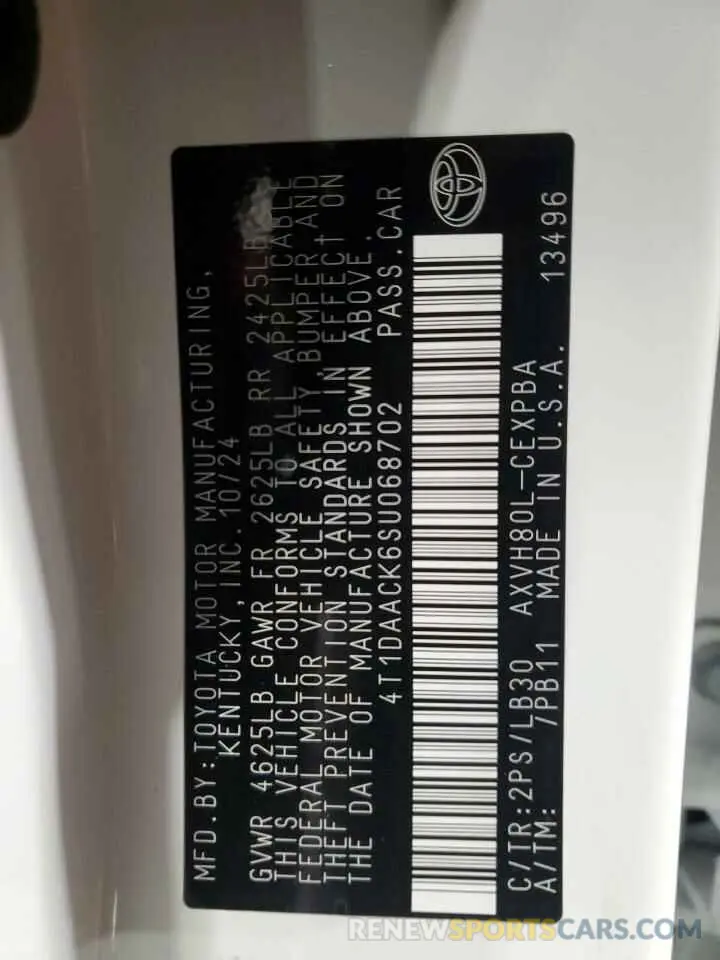 MFD.BY:TOYOTA MOTOR MANUFACTURING,
KENTUCKY, INC. 10/24
GVWR 4625LB GAWR FR 2625LB RR 2425LB
THIS VEHICLE CONFORMS TO ALL APPLICABLE
FEDERAL MOTOR VEHICLE SAFETY, BUMPER AND
THEFT PREVENTION STANDARDS IN EFFECT ON
THE DATE OF MANUFACTURE SHOWN ABOVE.
4T1DAACK6SU068702 PASS.CAR
C/TR:2PS/LB30 AXVH80L-CEXPBA 13496
A/TM: 7PB11 MADE IN U.S.A.
RENEWSPORTSCARS.COM